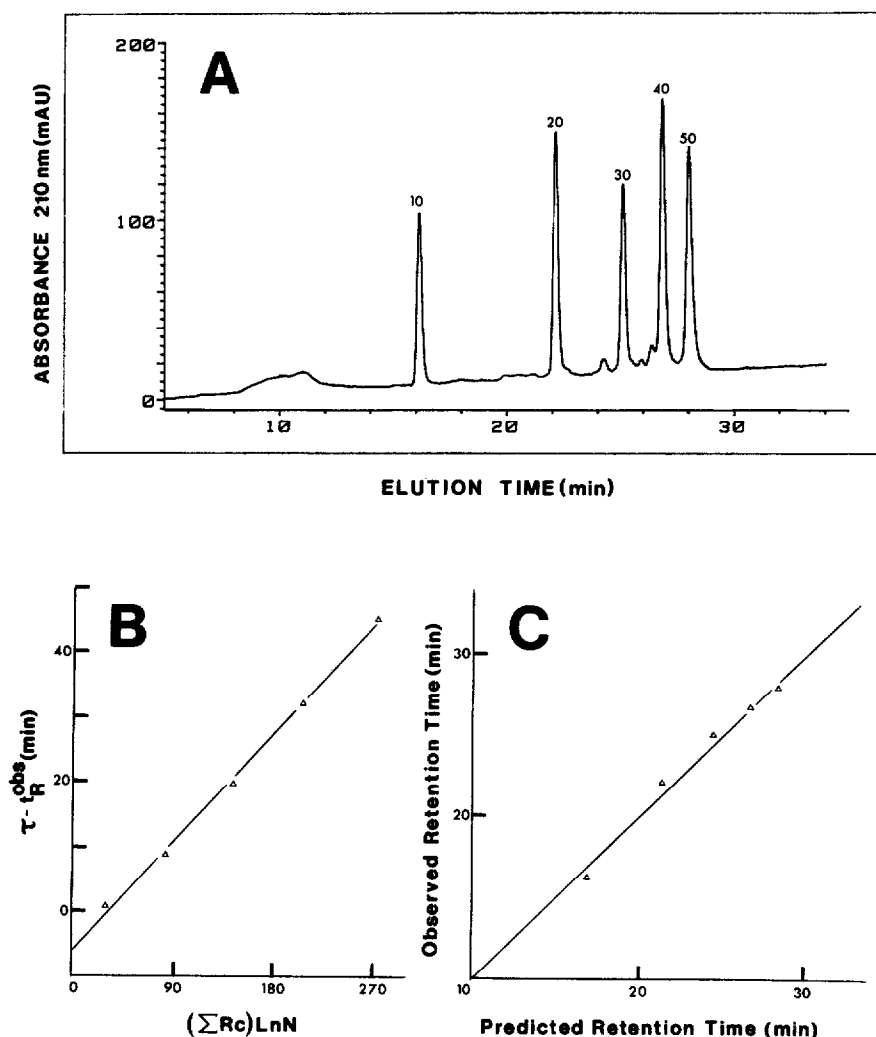 A
ABSORBANCE 210 nm (mAU)
200
100
0
10
20
30
40
50
10
20
30
ELUTION TIME (min)
B
τ - t_R^obs (min)
40
20
0
0
90
180
270
(∑Rc)LnN
C
Observed Retention Time (min)
30
20
10
20
30
Predicted Retention Time (min)